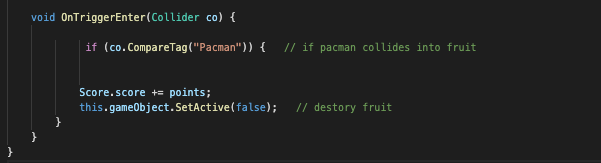 void OnTriggerEnter(Collider co) {
if (co.CompareTag("Pacman")) { // if pacman collides into fruit
Score.score += points;
this.gameObject.SetActive(false); // destory fruit
}
}
}